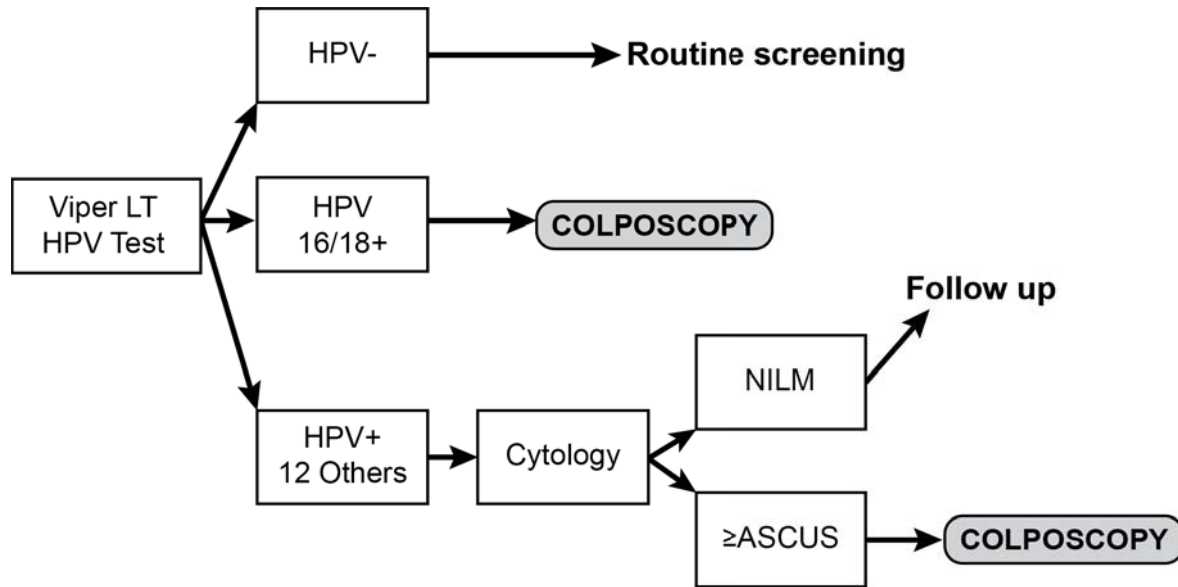 HPV-
Routine screening
Viper LT
HPV Test
HPV
16/18+
COLPOSCOPY
Follow up
NILM
HPV+
12 Others
Cytology
≥ASCUS
COLPOSCOPY